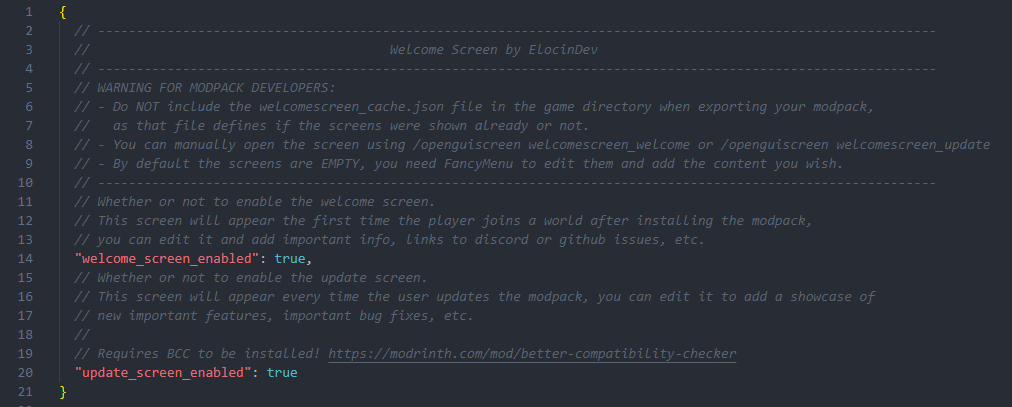 1 {
2 // ---------------------------------------------------------------------------------------------------------------
3 // Welcome Screen by ElocinDev
4 // ---------------------------------------------------------------------------------------------------------------
5 // WARNING FOR MODPACK DEVELOPERS:
6 // - Do NOT include the welcomescreen_cache.json file in the game directory when exporting your modpack,
7 // as that file defines if the screens were shown already or not.
8 // - You can manually open the screen using /openguiscreen welcomescreen_welcome or /openguiscreen welcomescreen_update
9 // - By default the screens are EMPTY, you need FancyMenu to edit them and add the content you wish.
10 // ---------------------------------------------------------------------------------------------------------------
11 // Whether or not to enable the welcome screen.
12 // This screen will appear the first time the player joins a world after installing the modpack,
13 // you can edit it and add important info, links to discord or github issues, etc.
14 "welcome_screen_enabled": true,
15 // Whether or not to enable the update screen.
16 // This screen will appear every time the user updates the modpack, you can edit it to add a showcase of
17 // new important features, important bug fixes, etc.
18 //
19 // Requires BCC to be installed! https://modrinth.com/mod/better-compatibility-checker
20 "update_screen_enabled": true
21 }